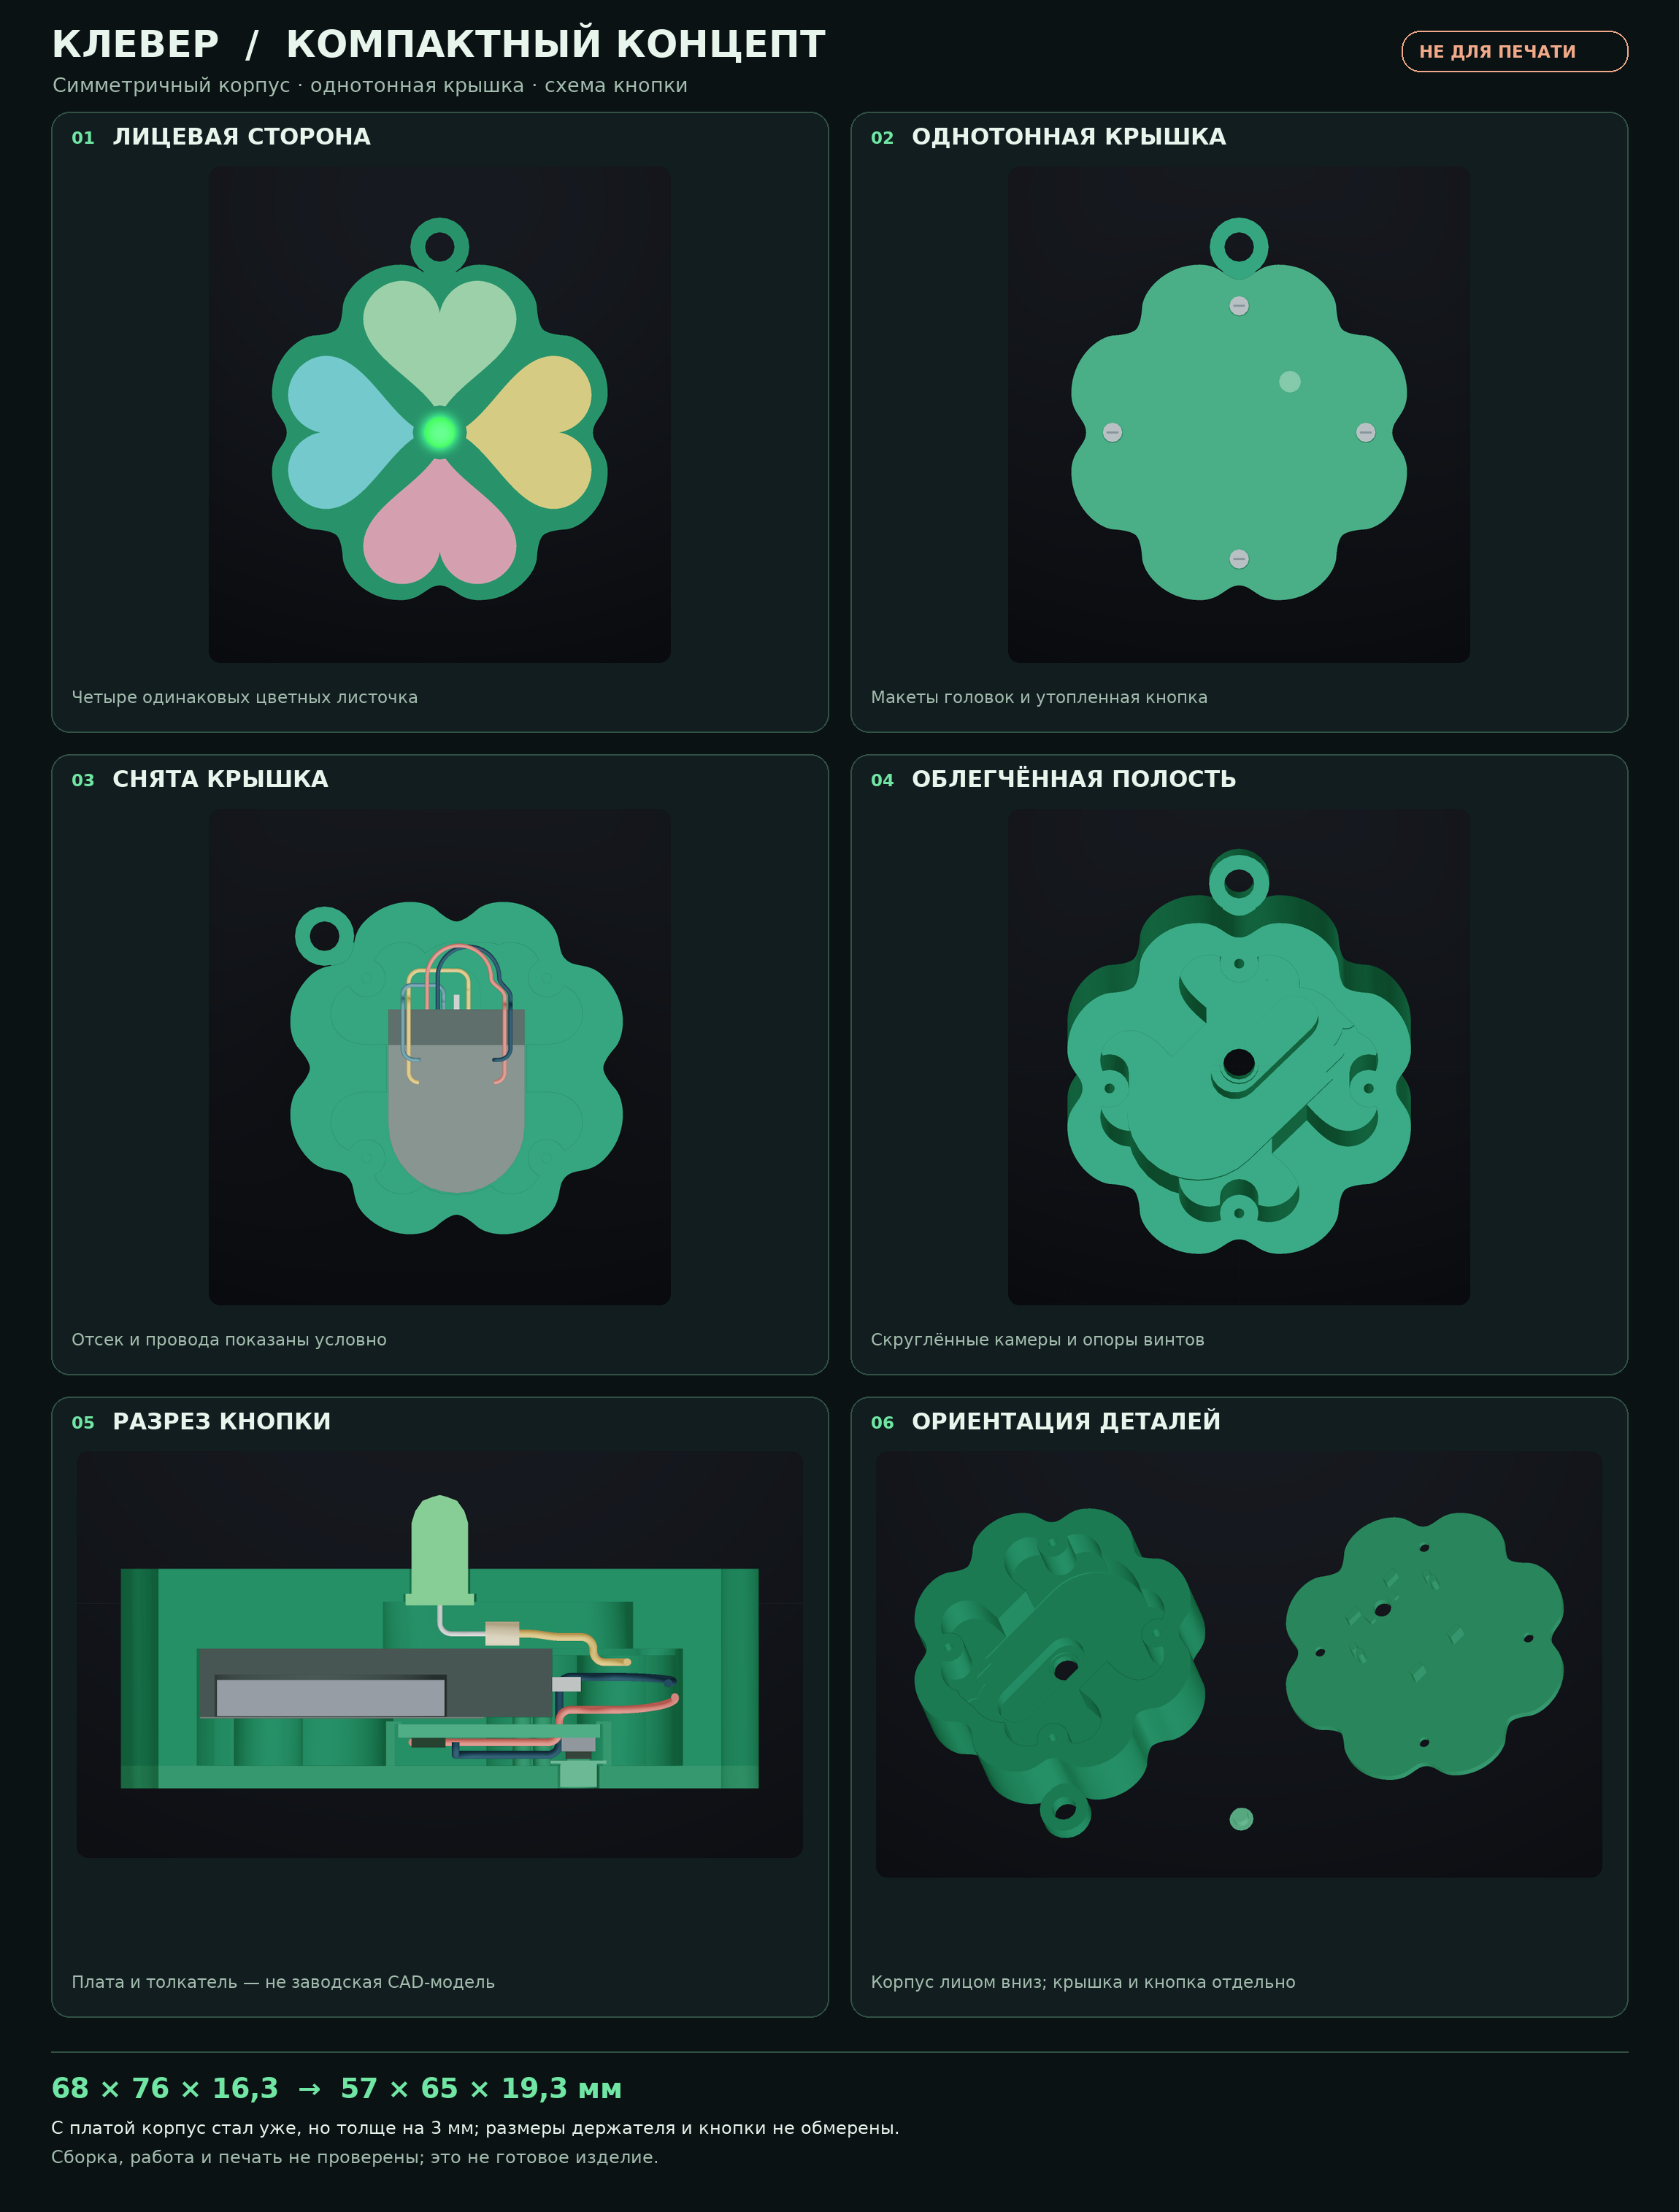 КЛЕВЕР / КОМПАКТНЫЙ КОНЦЕПТ
НЕ ДЛЯ ПЕЧАТИ
Симметричный корпус · однотонная крышка · схема кнопки
01 ЛИЦЕВАЯ СТОРОНА
Четыре одинаковых цветных листочка
02 ОДНОТОННАЯ КРЫШКА
Макеты головок и утопленная кнопка
03 СНЯТА КРЫШКА
Отсек и провода показаны условно
04 ОБЛЕГЧЁННАЯ ПОЛОСТЬ
Скруглённые камеры и опоры винтов
05 РАЗРЕЗ КНОПКИ
Плата и толкатель — не заводская CAD-модель
06 ОРИЕНТАЦИЯ ДЕТАЛЕЙ
Корпус лицом вниз; крышка и кнопка отдельно
68 × 76 × 16,3 → 57 × 65 × 19,3 мм
С платой корпус стал уже, но толще на 3 мм; размеры держателя и кнопки не обмерены.
Сборка, работа и печать не проверены; это не готовое изделие.